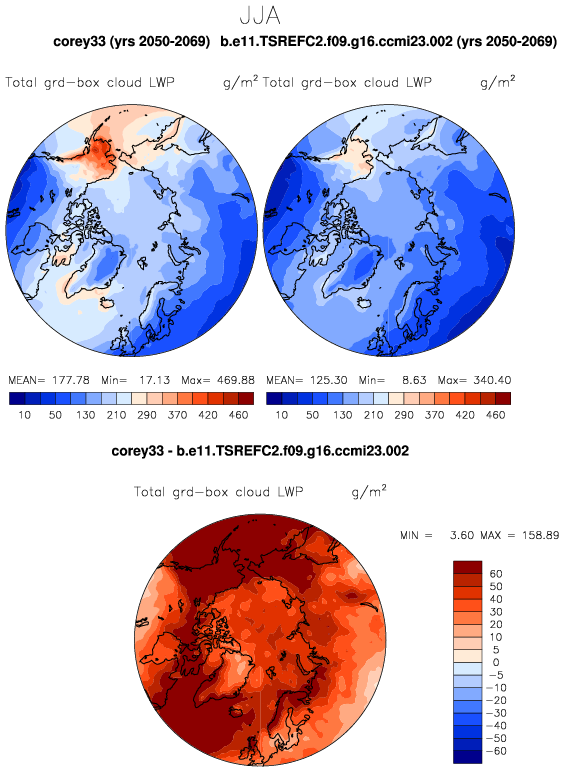 JJA
corey33 (yrs 2050-2069) b.e11.TSREFC2.f09.g16.ccmi23.002 (yrs 2050-2069)
Total grd-box cloud LWP g/m² Total grd-box cloud LWP g/m²
MEAN= 177.78 Min= 17.13 Max= 469.88 MEAN= 125.30 Min= 8.63 Max= 340.40
10 50 130 210 290 370 420 460 10 50 130 210 290 370 420 460
corey33 - b.e11.TSREFC2.f09.g16.ccmi23.002
Total grd-box cloud LWP g/m²
MIN = 3.60 MAX = 158.89
60
50
40
30
20
10
5
0
-5
-10
-20
-30
-40
-50
-60